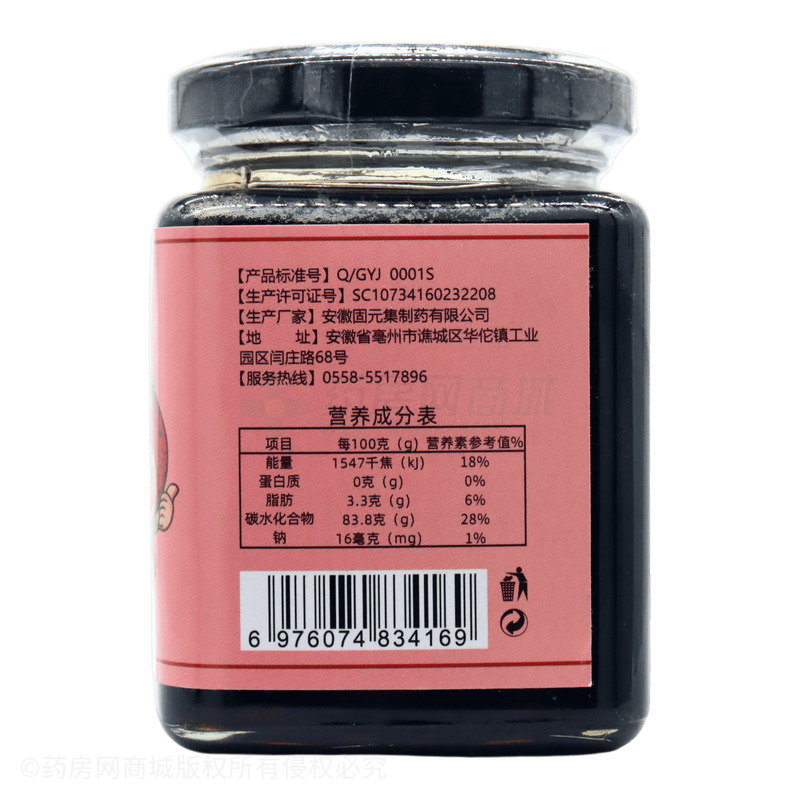 【产品标准号】Q/GYJ 0001S
【生产许可证号】SC10734160232208
【生产厂家】安徽固元集制药有限公司
【地 址】安徽省亳州市谯城区华佗镇工业
园区闫庄路68号
【服务热线】0558-5517896
药房网商城
营养成分表
项目 每100克(g) 营养素参考值%
能量 1547千焦(kJ) 18%
蛋白质 0克(g) 0%
脂肪 3.3克(g) 6%
碳水化合物 83.8克(g) 28%
钠 16毫克(mg) 1%
6 976074 834169
©药房网商城版权所有侵权必究